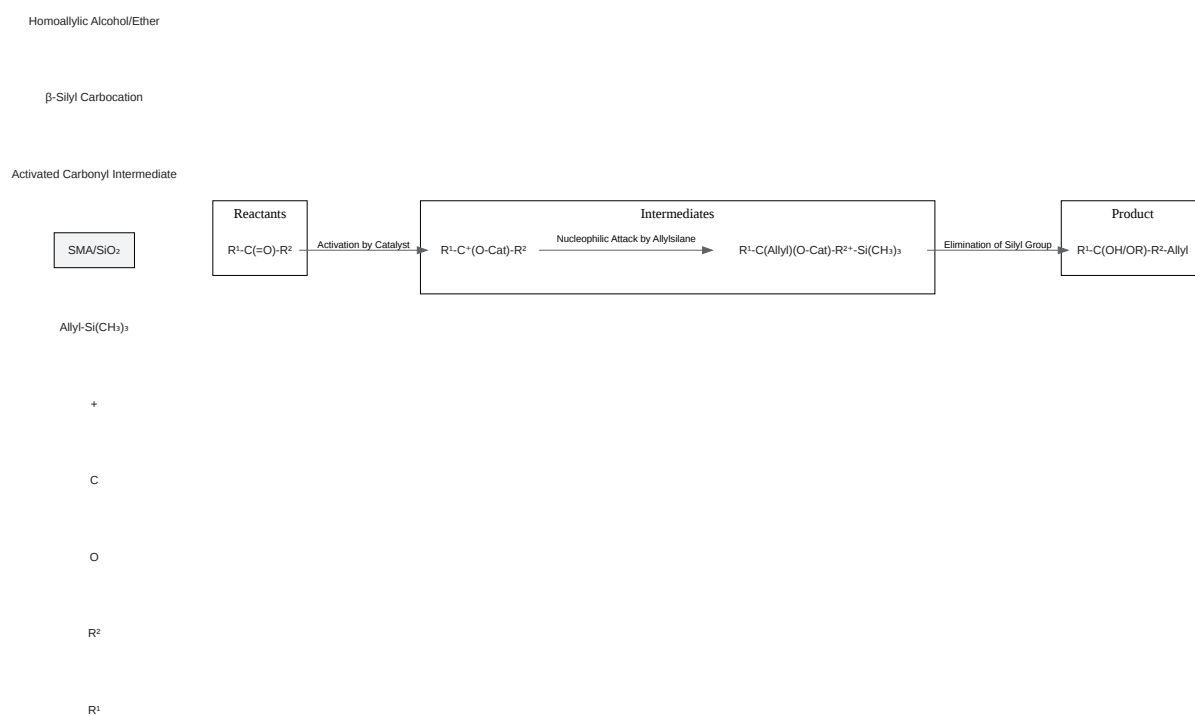 Homoallylic Alcohol/Ether
β-Silyl Carbocation
Activated Carbonyl Intermediate
SMA/SiO₂
Allyl-Si(CH₃)₃
+
C
O
R²
R¹
Reactants
R¹-C(=O)-R²
Activation by Catalyst
Intermediates
R¹-C⁺(O-Cat)-R²
Nucleophilic Attack by Allylsilane
R¹-C(Allyl)(O-Cat)-R²⁺-Si(CH₃)₃
Elimination of Silyl Group
Product
R¹-C(OH/OR)-R²-Allyl